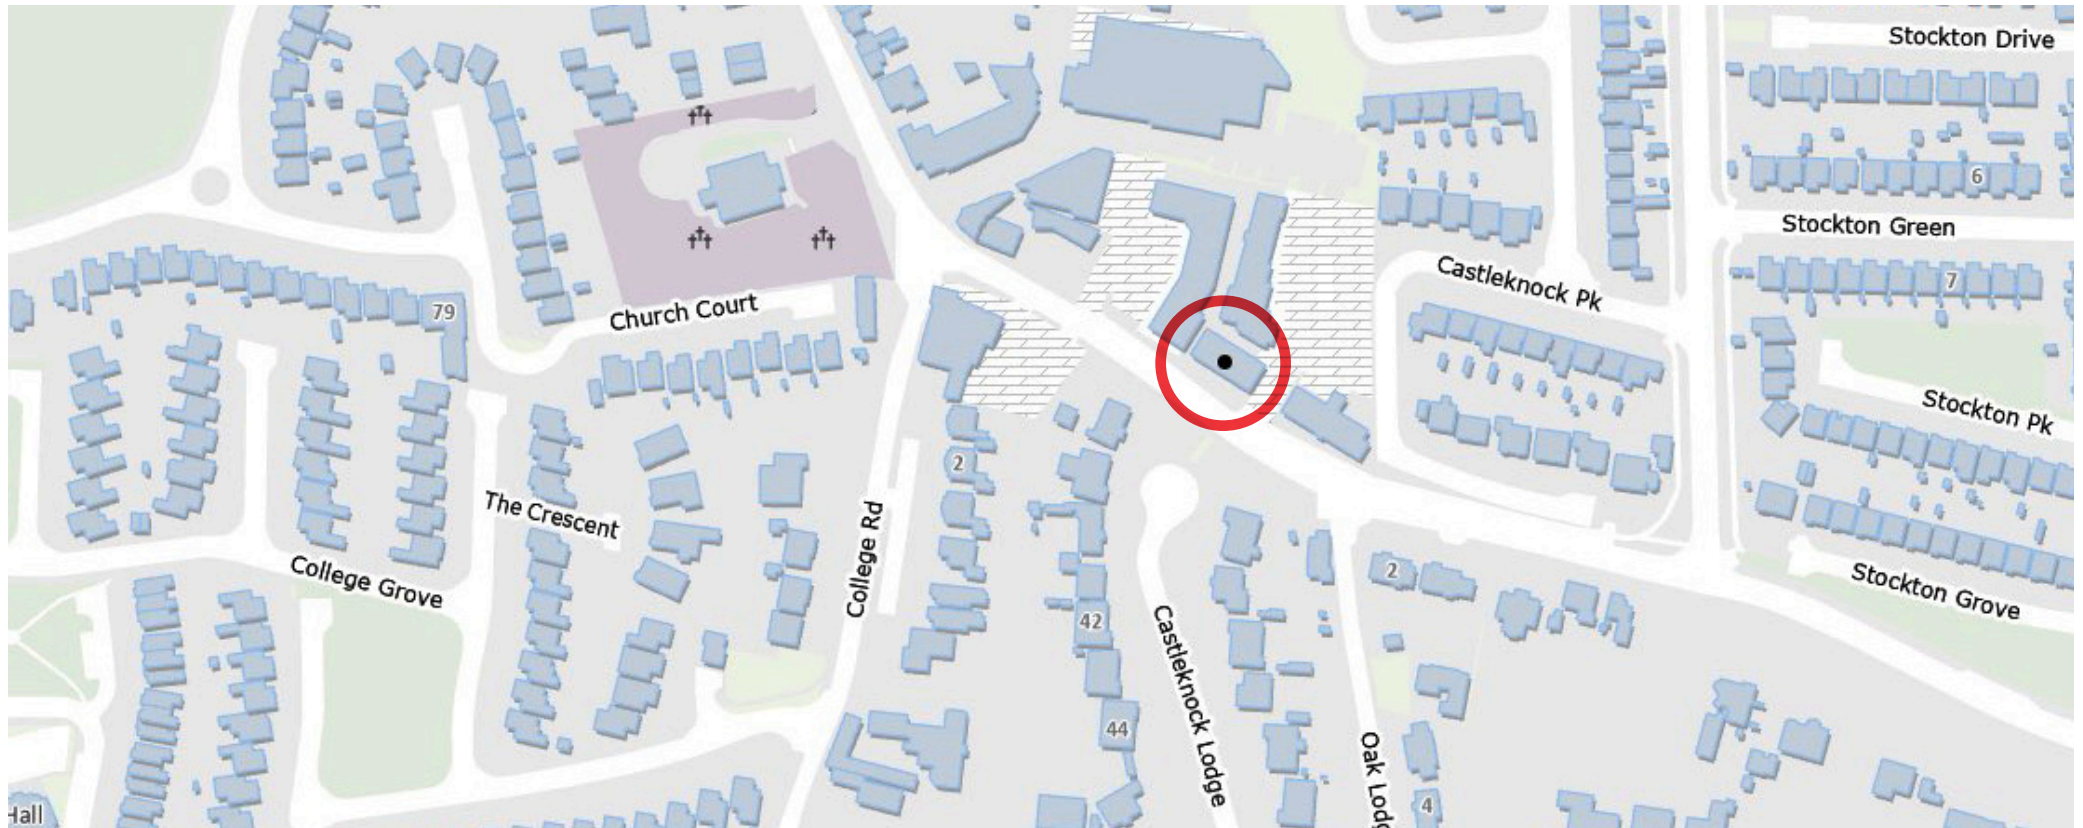 Stockton Drive
6
Stockton Green
Castleknock Pk
7
79
Church Court
Stockton Pk
2
The Crescent
College Rd
College Grove
2
Stockton Grove
42
Castleknock Lodge
44
Oak Lodg
4
Hall